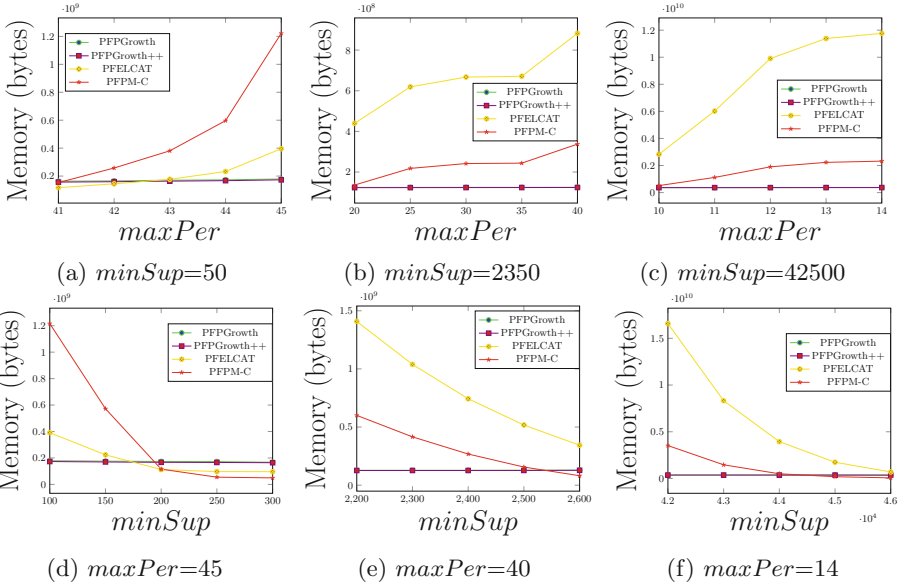 ·10^9
Memory (bytes)
1.2
1
0.8
0.6
0.4
0.2
41 42 43 44 45
PFPGrowth
PFPGrowth++
PFELCAT
PFPM-C
maxPer
(a) minSup=50
·10^8
Memory (bytes)
8
6
4
2
20 25 30 35 40
PFPGrowth
PFPGrowth++
PFELCAT
PFPM-C
maxPer
(b) minSup=2350
·10^10
Memory (bytes)
1.2
1
0.8
0.6
0.4
0.2
0
10 11 12 13 14
PFPGrowth
PFPGrowth++
PFELCAT
PFPM-C
maxPer
(c) minSup=42500
·10^9
Memory (bytes)
1.2
1
0.8
0.6
0.4
0.2
0
100 150 200 250 300
PFPGrowth
PFPGrowth++
PFELCAT
PFPM-C
minSup
(d) maxPer=45
·10^9
Memory (bytes)
1.5
1
0.5
0
2,200 2,300 2,400 2,500 2,600
PFPGrowth
PFPGrowth++
PFELCAT
PFPM-C
minSup
(e) maxPer=40
·10^10
Memory (bytes)
1.5
1
0.5
0
4.2 4.3 4.4 4.5 4.6
·10^4
PFPGrowth
PFPGrowth++
PFELCAT
PFPM-C
minSup
(f) maxPer=14